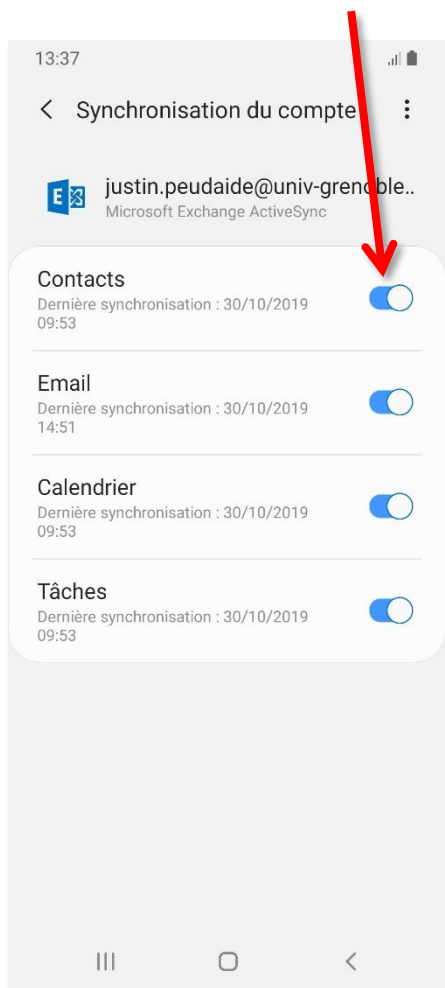 13:37
Synchronisation du compte
justin.peudaide@univ-grenoble..
Microsoft Exchange ActiveSync
Contacts
Dernière synchronisation : 30/10/2019
09:53
Email
Dernière synchronisation : 30/10/2019
14:51
Calendrier
Dernière synchronisation : 30/10/2019
09:53
Tâches
Dernière synchronisation : 30/10/2019
09:53